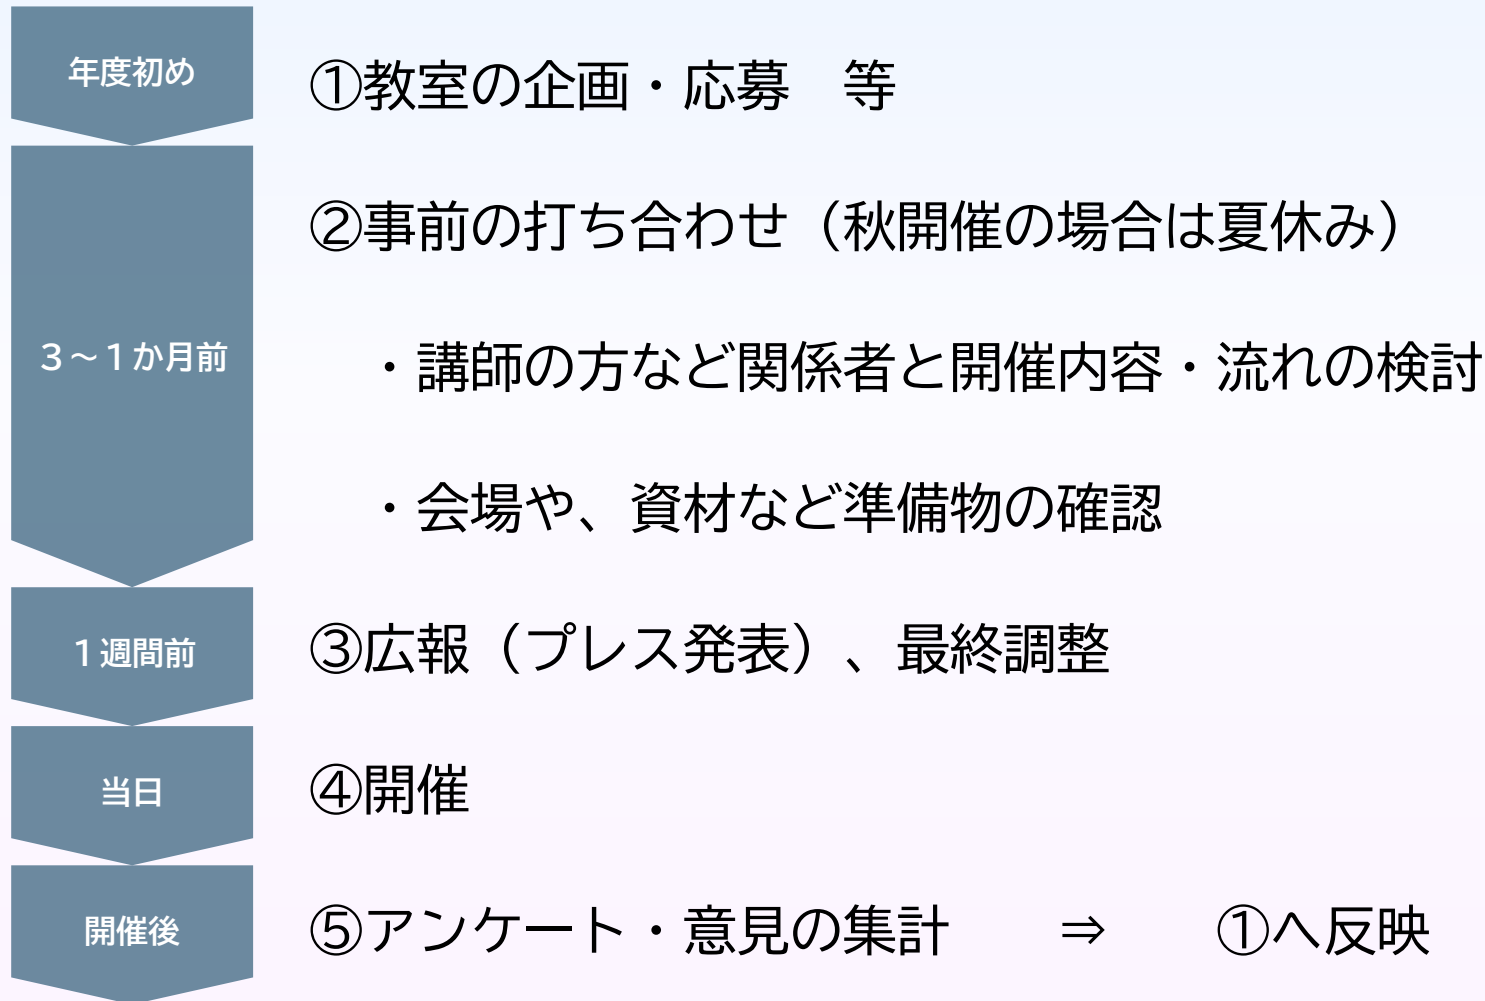 年度初め
①教室の企画・応募　等
3～1か月前
②事前の打ち合わせ（秋開催の場合は夏休み）
・講師の方など関係者と開催内容・流れの検討
・会場や、資材など準備物の確認
1週間前
③広報（プレス発表）、最終調整
当日
④開催
開催後
⑤アンケート・意見の集計　　⇒　　①へ反映